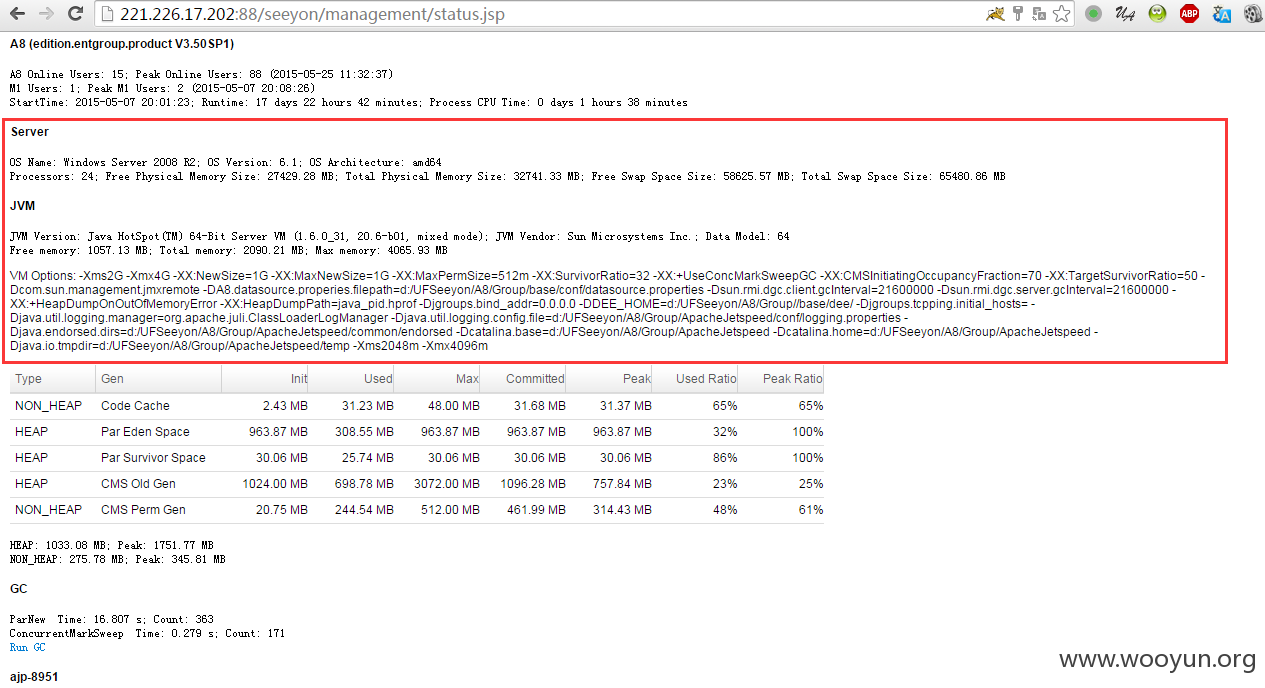 221.226.17.202:88/seeyon/management/status.jsp
ABP
A8 (edition.entgroup.product V3.50SP1)
A8 Online Users: 15; Peak Online Users: 88 (2015-05-25 11:32:37)
M1 Users: 1; Peak M1 Users: 2 (2015-05-07 20:08:26)
StartTime: 2015-05-07 20:01:23; Runtime: 17 days 22 hours 42 minutes; Process CPU Time: 0 days 1 hours 38 minutes
Server
OS Name: Windows Server 2008 R2; OS Version: 6.1; OS Architecture: amd64
Processors: 24; Free Physical Memory Size: 27429.28 MB; Total Physical Memory Size: 32741.33 MB; Free Swap Space Size: 58625.57 MB; Total Swap Space Size: 65480.86 MB
JVM
JVM Version: Java HotSpot(TM) 64-Bit Server VM (1.6.0_31, 20.6-b01, mixed mode); JVM Vendor: Sun Microsystems Inc.; Data Model: 64
Free memory: 1057.13 MB; Total memory: 2090.21 MB; Max memory: 4065.93 MB
VM Options: -Xms2G -Xmx4G -XX:NewSize=1G -XX:MaxNewSize=1G -XX:MaxPermSize=512m -XX:SurvivorRatio=32 -XX:+UseConcMarkSweepGC -XX:CMSInitiatingOccupancyFraction=70 -XX:TargetSurvivorRatio=50 -
Dcom.sun.management.jmxremote -DA8.datasource.properies.filepath=d:/UFSeeyon/A8/Group/base/conf/datasource.properties -Dsun.rmi.dgc.client.gcInterval=21600000 -Dsun.rmi.dgc.server.gcInterval=21600000 -
XX:+HeapDumpOnOutOfMemoryError -XX:HeapDumpPath=java_pid.hprof -Djgroups.bind_addr=0.0.0.0 -DDEE_HOME=d:/UFSeeyon/A8/Group//base/dee/ -Djgroups.tcpping.initial_hosts= -
Djava.util.logging.manager=org.apache.juli.ClassLoaderLogManager -Djava.util.logging.config.file=d:/UFSeeyon/A8/Group/ApacheJetspeed/conf/logging.properties -
Djava.endorsed.dirs=d:/UFSeeyon/A8/Group/ApacheJetspeed/common/endorsed -Dcatalina.base=d:/UFSeeyon/A8/Group/ApacheJetspeed -Dcatalina.home=d:/UFSeeyon/A8/Group/ApacheJetspeed -
Djava.io.tmpdir=d:/UFSeeyon/A8/Group/ApacheJetspeed/temp -Xms2048m -Xmx4096m
Type Gen Init Used Max Committed Peak Used Ratio Peak Ratio
NON_HEAP Code Cache 2.43 MB 31.23 MB 48.00 MB 31.68 MB 31.37 MB 65% 65%
HEAP Par Eden Space 963.87 MB 308.55 MB 963.87 MB 963.87 MB 963.87 MB 32% 100%
HEAP Par Survivor Space 30.06 MB 25.74 MB 30.06 MB 30.06 MB 30.06 MB 86% 100%
HEAP CMS Old Gen 1024.00 MB 698.78 MB 3072.00 MB 1096.28 MB 757.84 MB 23% 25%
NON_HEAP CMS Perm Gen 20.75 MB 244.54 MB 512.00 MB 461.99 MB 314.43 MB 48% 61%
HEAP: 1033.08 MB; Peak: 1751.77 MB
NON_HEAP: 275.78 MB; Peak: 345.81 MB
GC
ParNew Time: 16.807 s; Count: 363
ConcurrentMarkSweep Time: 0.279 s; Count: 171
Run GC
www.wooyun.org
ajp-8951